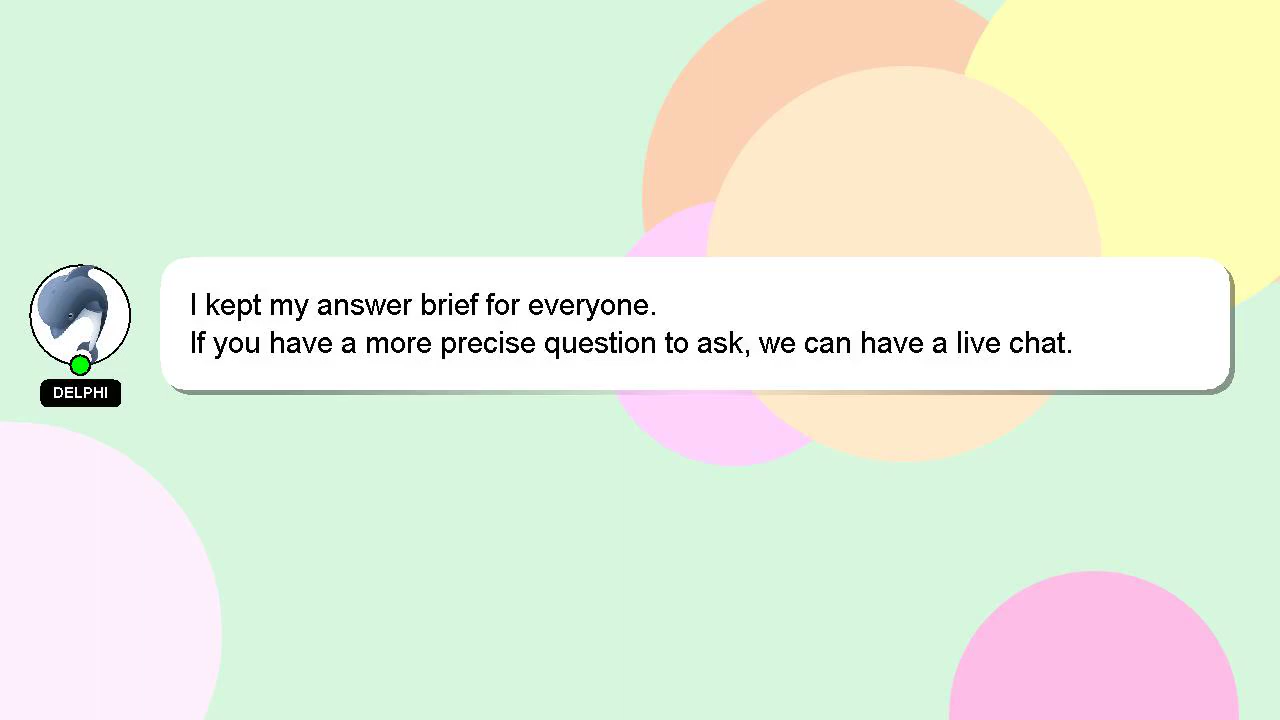 I kept my answer brief for everyone.
If you have a more precise question to ask, we can have a live chat.
DELPHI